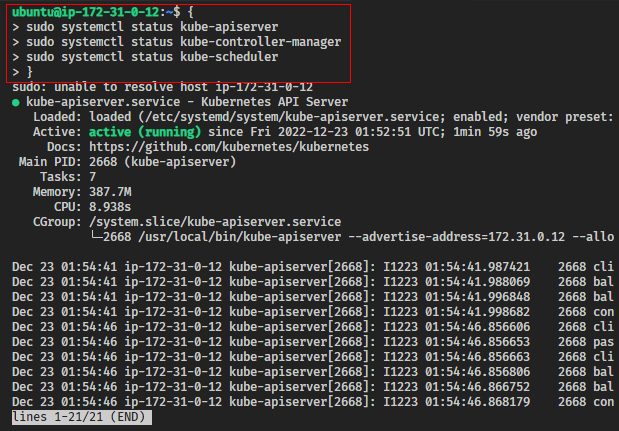 ubuntu@ip-172-31-0-12:~$ {
> sudo systemctl status kube-apiserver
> sudo systemctl status kube-controller-manager
> sudo systemctl status kube-scheduler
> }
sudo: unable to resolve host ip-172-31-0-12
● kube-apiserver.service - Kubernetes API Server
Loaded: loaded (/etc/systemd/system/kube-apiserver.service; enabled; vendor preset:
Active: active (running) since Fri 2022-12-23 01:52:51 UTC; 1min 59s ago
Docs: https://github.com/kubernetes/kubernetes
Main PID: 2668 (kube-apiserver)
Tasks: 7
Memory: 387.7M
CPU: 8.938s
CGroup: /system.slice/kube-apiserver.service
└─2668 /usr/local/bin/kube-apiserver --advertise-address=172.31.0.12 --allo
Dec 23 01:54:41 ip-172-31-0-12 kube-apiserver[2668]: I1223 01:54:41.987421 2668 cli
Dec 23 01:54:41 ip-172-31-0-12 kube-apiserver[2668]: I1223 01:54:41.988069 2668 bal
Dec 23 01:54:41 ip-172-31-0-12 kube-apiserver[2668]: I1223 01:54:41.996848 2668 bal
Dec 23 01:54:41 ip-172-31-0-12 kube-apiserver[2668]: I1223 01:54:41.998682 2668 con
Dec 23 01:54:46 ip-172-31-0-12 kube-apiserver[2668]: I1223 01:54:46.856606 2668 cli
Dec 23 01:54:46 ip-172-31-0-12 kube-apiserver[2668]: I1223 01:54:46.856653 2668 pas
Dec 23 01:54:46 ip-172-31-0-12 kube-apiserver[2668]: I1223 01:54:46.856663 2668 cli
Dec 23 01:54:46 ip-172-31-0-12 kube-apiserver[2668]: I1223 01:54:46.856806 2668 bal
Dec 23 01:54:46 ip-172-31-0-12 kube-apiserver[2668]: I1223 01:54:46.866752 2668 bal
Dec 23 01:54:46 ip-172-31-0-12 kube-apiserver[2668]: I1223 01:54:46.868179 2668 con
lines 1-21/21 (END)